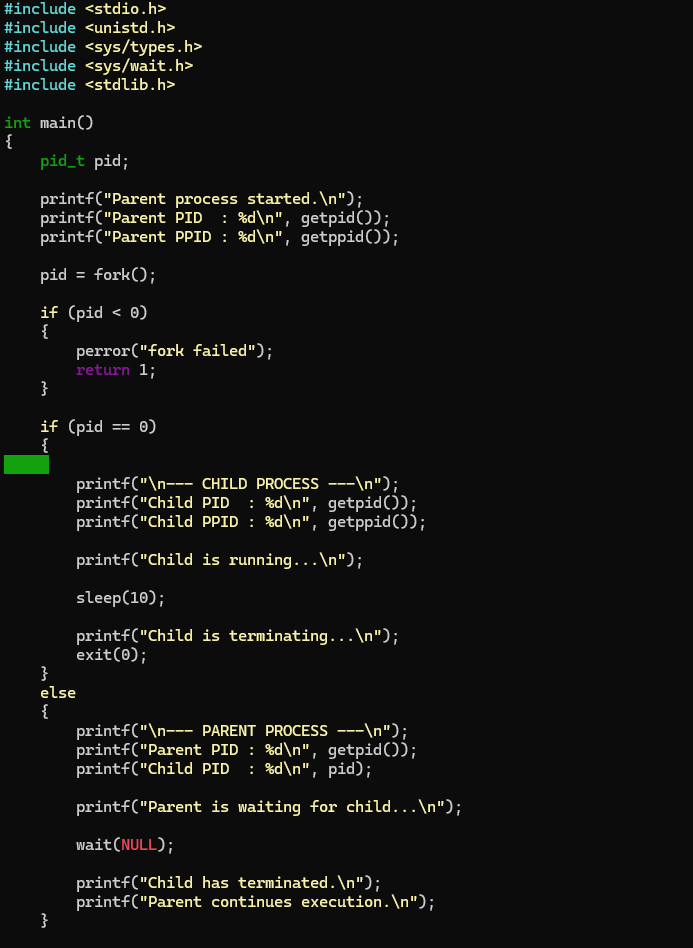 #include <stdio.h>
#include <unistd.h>
#include <sys/types.h>
#include <sys/wait.h>
#include <stdlib.h>

int main()
{
    pid_t pid;

    printf("Parent process started.\n");
    printf("Parent PID  : %d\n", getpid());
    printf("Parent PPID : %d\n", getppid());

    pid = fork();

    if (pid < 0)
    {
        perror("fork failed");
        return 1;
    }

    if (pid == 0)
    {

        printf("\n--- CHILD PROCESS ---\n");
        printf("Child PID  : %d\n", getpid());
        printf("Child PPID : %d\n", getppid());

        printf("Child is running...\n");

        sleep(10);

        printf("Child is terminating...\n");
        exit(0);
    }
    else
    {
        printf("\n--- PARENT PROCESS ---\n");
        printf("Parent PID : %d\n", getpid());
        printf("Child PID  : %d\n", pid);

        printf("Parent is waiting for child...\n");

        wait(NULL);

        printf("Child has terminated.\n");
        printf("Parent continues execution.\n");
    }